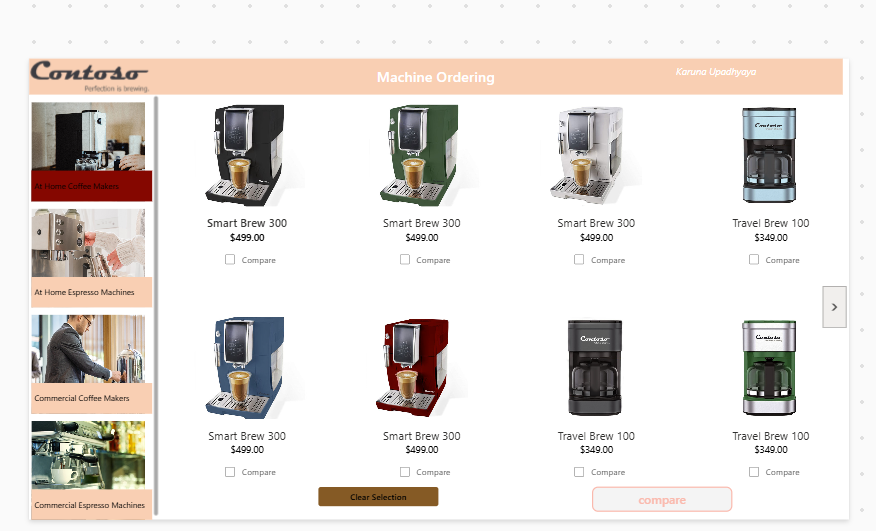 Contoso
Perfection is brewing.
Machine Ordering
Karuna Upadhyaya
At Home Coffee Makers
At Home Espresso Machines
Commercial Coffee Makers
Commercial Espresso Machines
Smart Brew 300
$499.00
Compare
Smart Brew 300
$499.00
Compare
Smart Brew 300
$499.00
Compare
Contoso
Travel Brew 100
$349.00
Compare
Smart Brew 300
$499.00
Compare
Smart Brew 300
$499.00
Compare
Contoso
Travel Brew 100
$349.00
Compare
Contoso
Travel Brew 100
$349.00
Compare
Clear Selection
compare